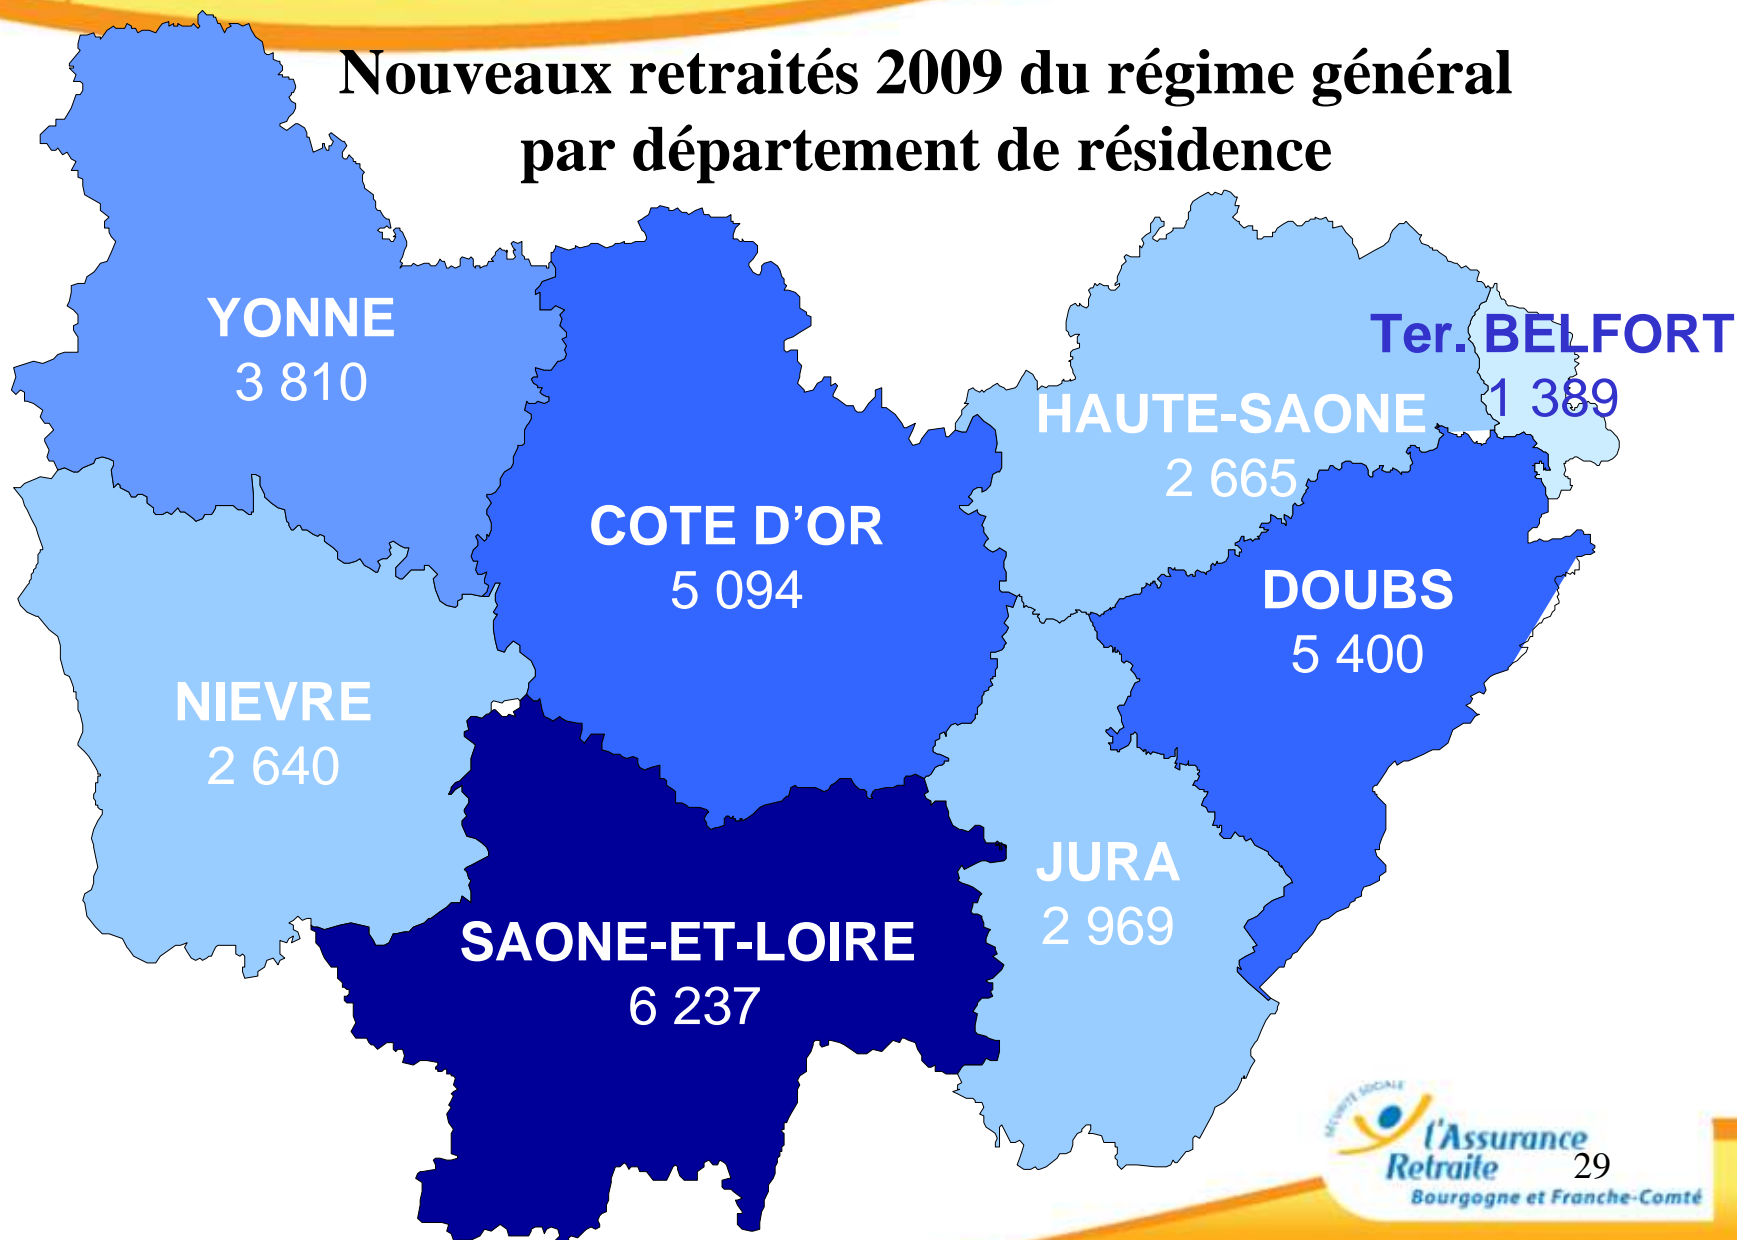 Nouveaux retraités 2009 du régime général
par département de résidence
YONNE
3 810
Ter. BELFORT
1 389
HAUTE-SAONE
2 665
COTE D’OR
5 094
DOUBS
5 400
NIEVRE
2 640
JURA
2 969
SAONE-ET-LOIRE
6 237
SÉCURITÉ SOCIALE
l'Assurance
Retraite
29
Bourgogne et Franche-Comté